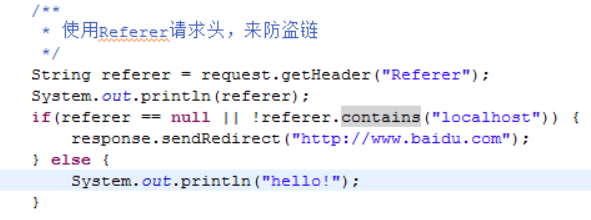 /**
* 使用Referer请求头，来防盗链
*/
String referer = request.getHeader("Referer");
System.out.println(referer);
if(referer == null || !referer.contains("localhost")) {
response.sendRedirect("http://www.baidu.com");
} else {
System.out.println("hello!");
}